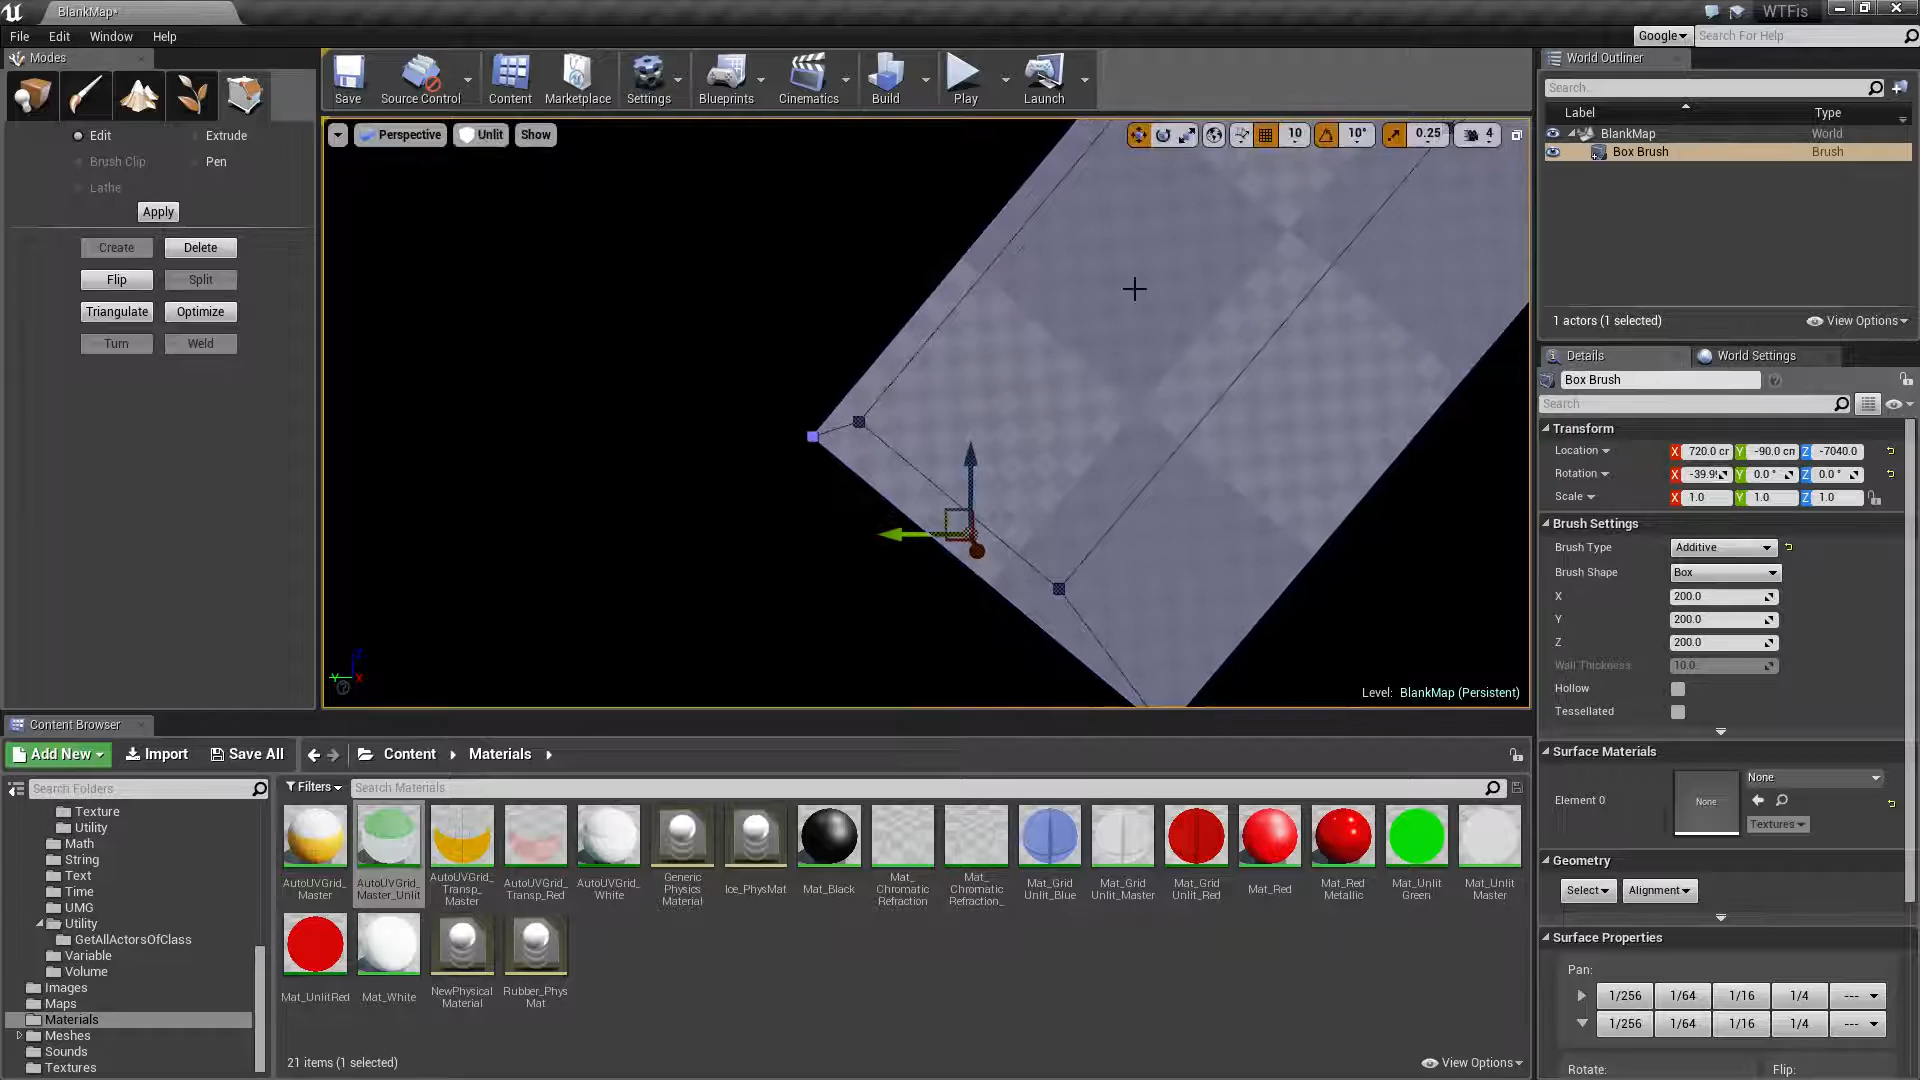 BlankMap*
WTFis
File Edit Window Help
Google
Search For Help
Modes
Edit
Extrude
Brush Clip
Pen
Lathe
Apply
Create
Delete
Flip
Split
Triangulate
Optimize
Turn
Weld
Save
Source Control
Content
Marketplace
Settings
Blueprints
Cinematics
Build
Play
Launch
Perspective
Unlit
Show
10
10°
0.25
4
Level: BlankMap (Persistent)
World Outliner
Search..
Label
Type
BlankMap
World
Box Brush
Brush
1 actors (1 selected)
View Options
Details
World Settings
Box Brush
Search
Transform
Location X 720.0 cr Y -90.0 cr Z -7040.0
Rotation X -39.9 Y 0.0 ° Z 0.0 °
Scale X 1.0 Y 1.0 Z 1.0
Brush Settings
Brush Type Additive
Brush Shape Box
X 200.0
Y 200.0
Z 200.0
Wall Thickness 10.0
Hollow
Tessellated
Surface Materials
Element 0
None
None
Textures
Geometry
Select
Alignment
Surface Properties
Pan:
1/256 1/64 1/16 1/4 ---
1/256 1/64 1/16 1/4 ---
Rotate:
Flip:
Content Browser
Add New
Import
Save All
Content
Materials
Search Folders
Filters
Search Materials
Texture
Utility
Math
String
Text
Time
UMG
Utility
GetAllActorsOfClass
Variable
Volume
Images
Maps
Materials
Meshes
Sounds
Textures
AutoUVGrid_
Master
AutoUVGrid_
Master_Unlit
AutoUVGrid_
Transp_
Master
AutoUVGrid_
Transp_Red
AutoUVGrid_
White
Generic
Physics
Material
Ice_PhysMat
Mat_Black
Mat_
Chromatic
Refraction
Mat_
Chromatic
Refraction_
Mat_Grid
Unlit_Blue
Mat_Grid
Unlit_Master
Mat_Grid
Unlit_Red
Mat_Red
Mat_Red
Metallic
Mat_Unlit
Green
Mat_Unlit
Master
Mat_UnlitRed
Mat_White
NewPhysical
Material
Rubber_Phys
Mat
21 items (1 selected)
View Options